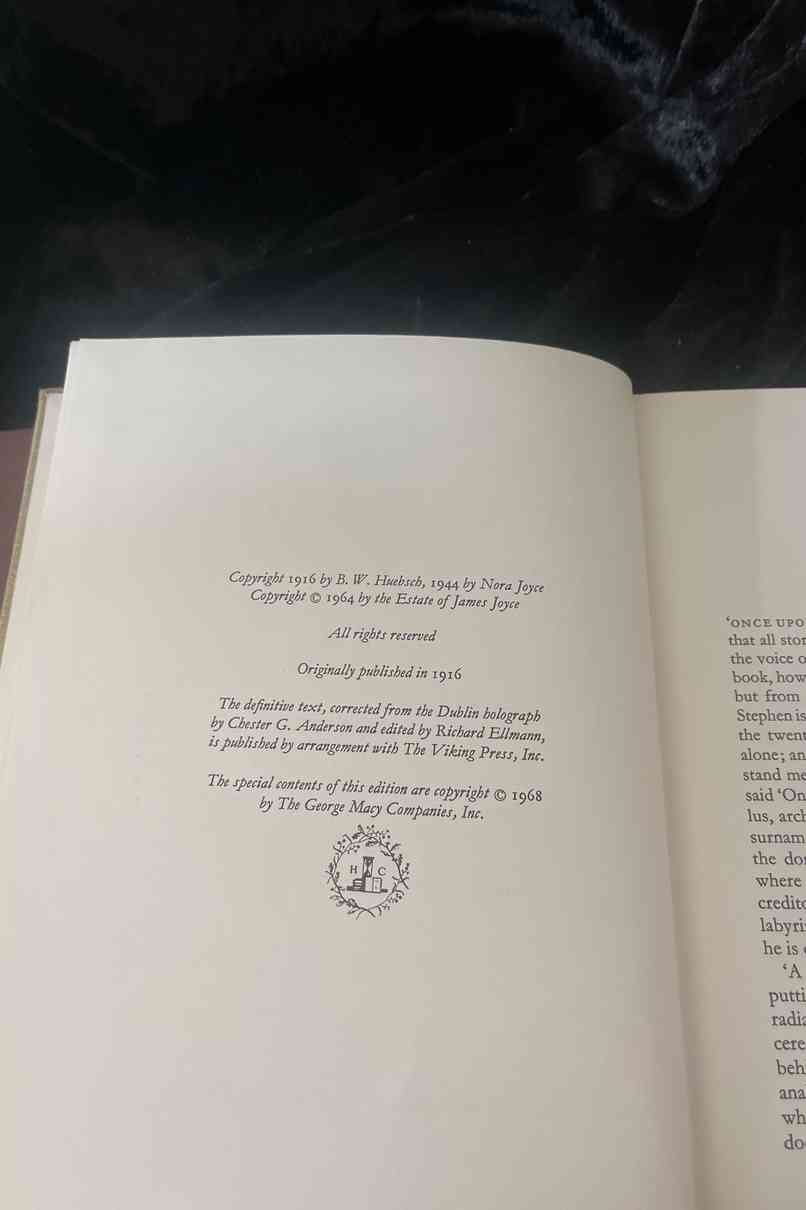 Copyright 1916 by B. W. Huebsch, 1944 by Nora Joyce
Copyright © 1964 by the Estate of James Joyce
All rights reserved
Originally published in 1916
The definitive text, corrected from the Dublin holograph
by Chester G. Anderson and edited by Richard Ellmann,
is published by arrangement with The Viking Press, Inc.
The special contents of this edition are copyright © 1968
by The George Macy Companies, Inc.
H C
‘ONCE UPO
that all stor
the voice o
book, how
but from
Stephen is
the twent
alone; an
stand me
said ‘On
lus, arch
surnam
the do
where
credito
labyri
he is
‘A
putti
radia
cere
behi
ana
wh
do